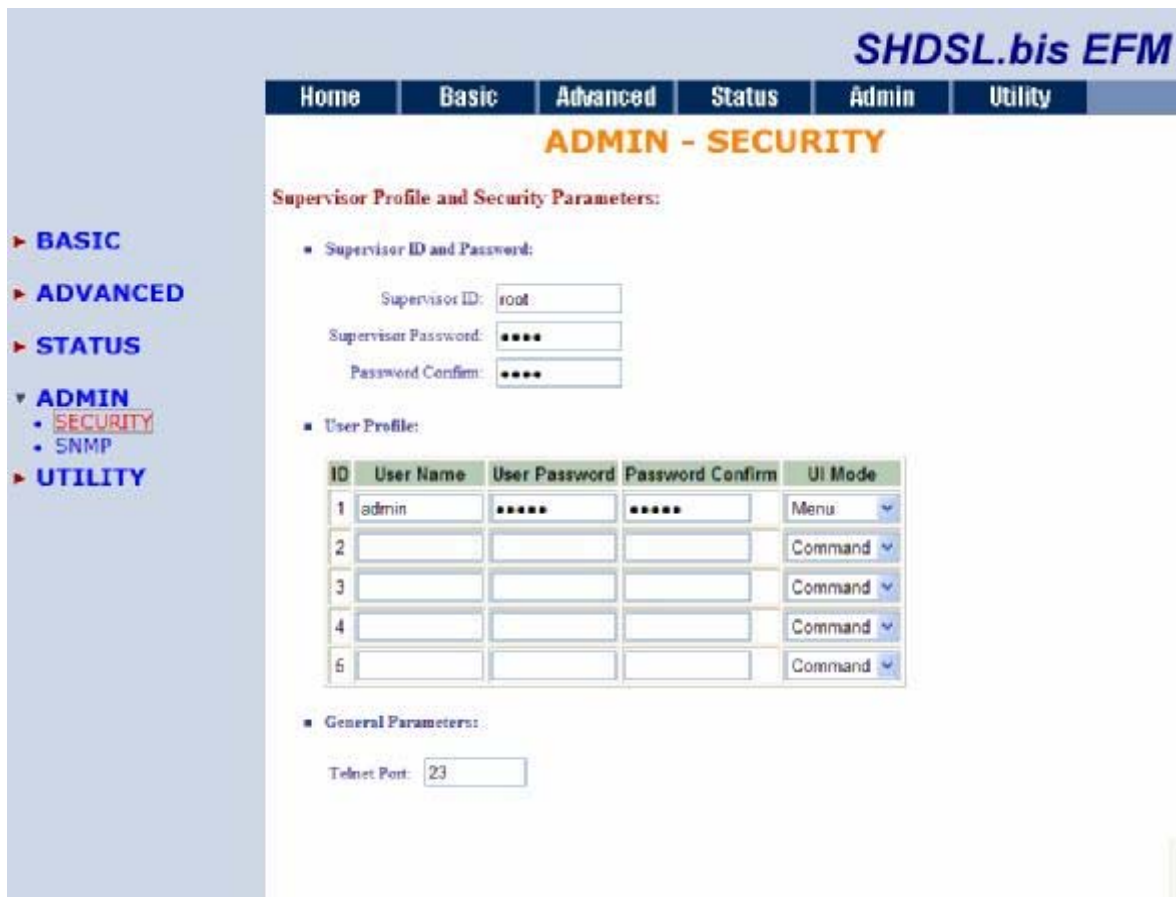 SHDSL.bis EFM
Home Basic Advanced Status Admin Utility
ADMIN - SECURITY
Supervisor Profile and Security Parameters:
BASIC
ADVANCED
STATUS
ADMIN
SECURITY
SNMP
UTILITY
Supervisor ID and Password:
Supervisor ID: root
Supervisor Password: ••••
Password Confirm: ••••
User Profile:
ID User Name User Password Password Confirm UI Mode
1 admin ••••• ••••• Menu
2 Command
3 Command
4 Command
5 Command
General Parameters:
Telnet Port: 23